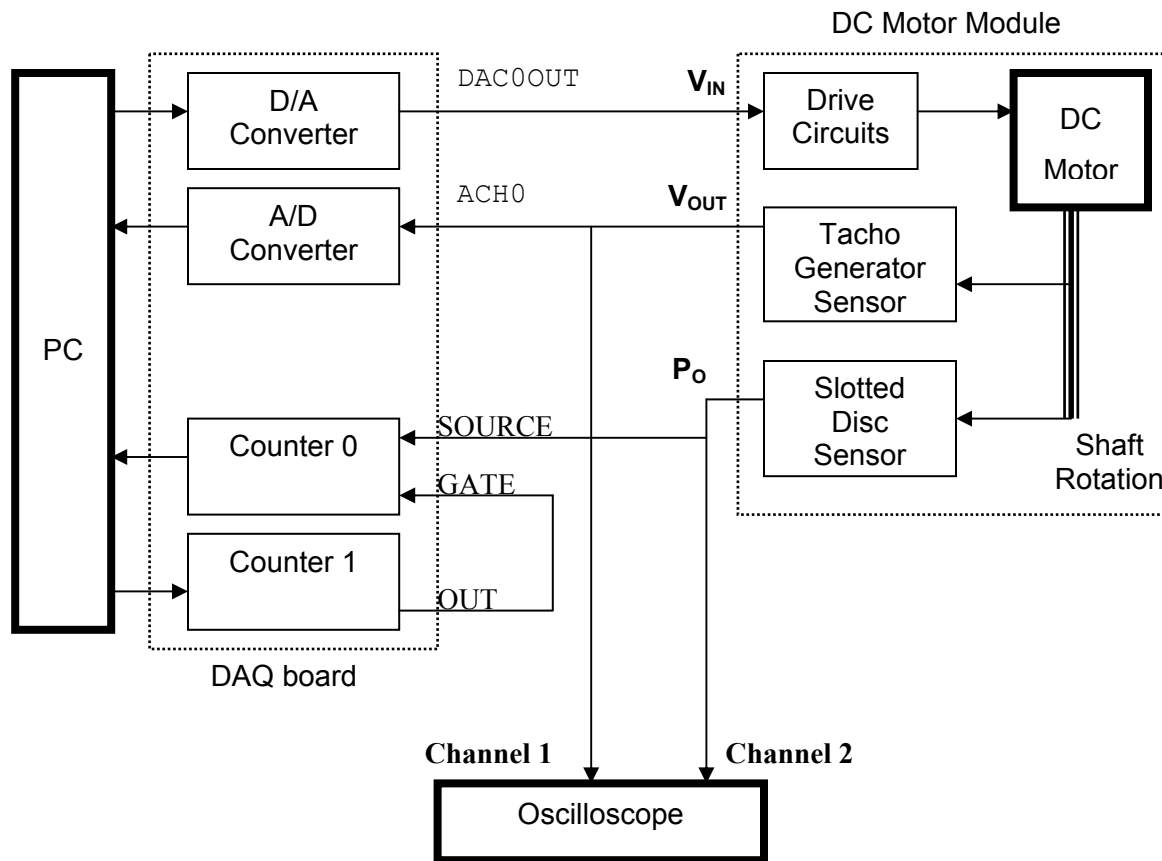 DC Motor Module
D/A
Converter
DAC0OUT
V_IN
Drive
Circuits
DC
Motor
A/D
Converter
ACH0
V_OUT
Tacho
Generator
Sensor
PC
P_O
Slotted
Disc
Sensor
Shaft
Rotation
Counter 0
SOURCE
GATE
Counter 1
OUT
DAQ board
Channel 1
Channel 2
Oscilloscope